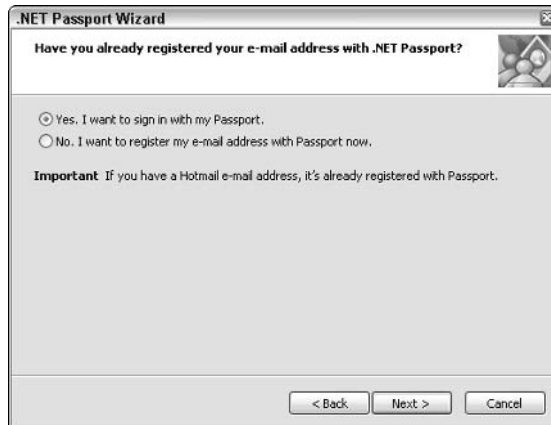 .NET Passport Wizard
Have you already registered your e-mail address with .NET Passport?
Yes. I want to sign in with my Passport.
No. I want to register my e-mail address with Passport now.
Important If you have a Hotmail e-mail address, it's already registered with Passport.
< Back Next > Cancel